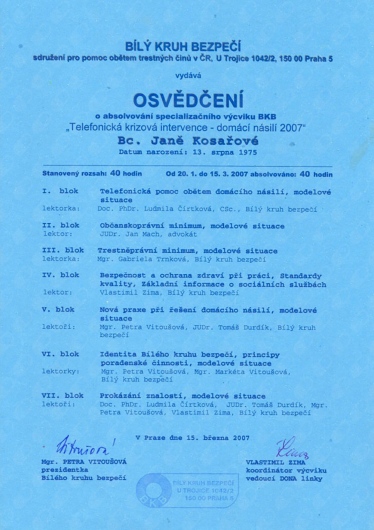 BÍLÝ KRUH BEZPEČÍ
sdružení pro pomoc obětem trestných činů v ČR, U Trojice 1042/2, 150 00 Praha 5
vydává
OSVĚDČENÍ
o absolvování specializačního výcviku BKB
„Telefonická krizová intervence - domácí násilí 2007"
Bc. Janě Kosařové
Datum narození: 13. srpna 1975
Stanovený rozsah: 40 hodin Od 20. 1. do 15. 3. 2007 absolvováno: 40 hodin
I. blok Telefonická pomoc obětem domácího násilí, modelové
situace
lektorka: Doc. PhDr. Ludmila Čírtková, CSc., Bílý kruh bezpečí
II. blok Občanskoprávní minimum, modelové situace
lektor: JUDr. Jan Mach, advokát
III. blok Trestněprávní minimum, modelové situace
lektorka: Mgr. Gabriela Trnková, Bílý kruh bezpečí
IV. blok Bezpečnost a ochrana zdraví při práci, Standardy
kvality, Základní informace o sociálních službách
lektor: Vlastimil Zima, Bílý kruh bezpečí
V. blok Nová praxe při řešení domácího násilí, modelové
situace
lektoři: Mgr. Petra Vitoušová, JUDr. Tomáš Durdík, Bílý kruh
bezpečí
VI. blok Identita Bílého kruhu bezpečí, principy
poradenské činnosti, modelové situace
lektorky: Mgr. Petra Vitoušová, Mgr. Markéta Vitoušová,
Bílý kruh bezpečí
VII. blok Prokázání znalostí, modelové situace
lektoři: Doc. PhDr. Ludmila Čírtková, JUDr. Tomáš Durdík, Mgr.
Petra Vitoušová, Vlastimil Zima, Bílý kruh bezpečí
V Praze dne 15. března 2007
Mgr. PETRA VITOUŠOVÁ
prezidentka
Bílého kruhu bezpečí
VLASTIMIL ZIMA
koordinátor výcviku
vedoucí DONA linky
BÍLÝ KRUH BEZPEČÍ
U TROJICE 1042/2
150 00 PRAHA 5